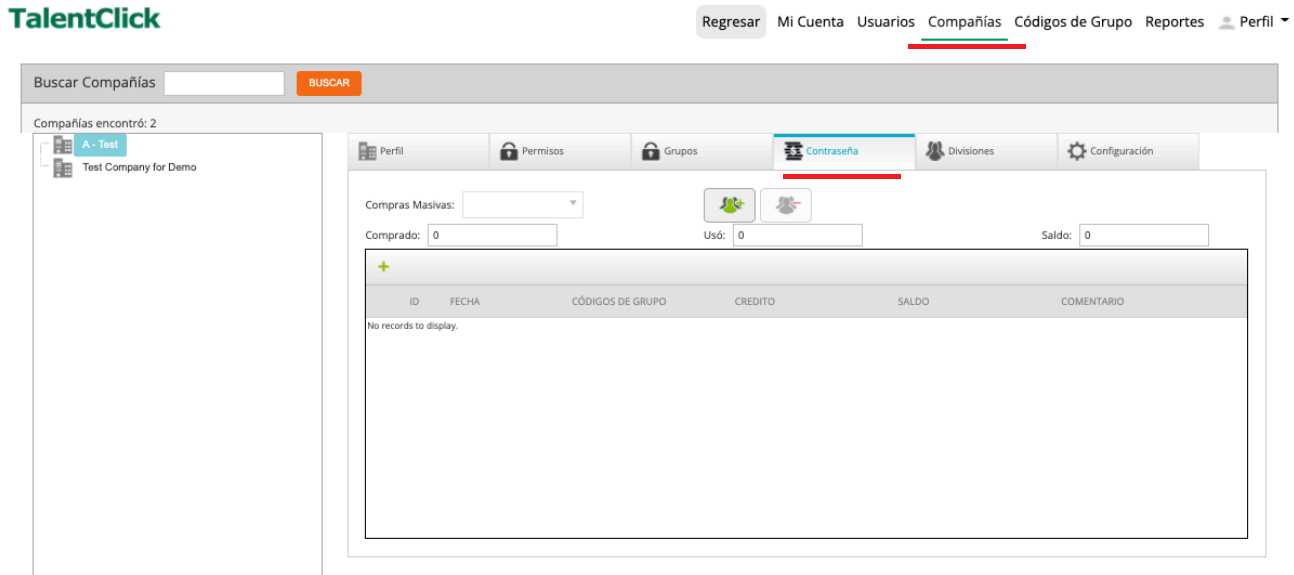 TalentClick
Regresar Mi Cuenta Usuarios Compañías Códigos de Grupo Reportes Perfil
Buscar Compañías BUSCAR
Compañías encontró: 2
A - Test
Test Company for Demo
Perfil Permisos Grupos Contraseña Divisiones Configuración
Compras Masivas:
Comprado: 0 Usó: 0 Saldo: 0
ID FECHA CÓDIGOS DE GRUPO CREDITO SALDO COMENTARIO
No records to display.